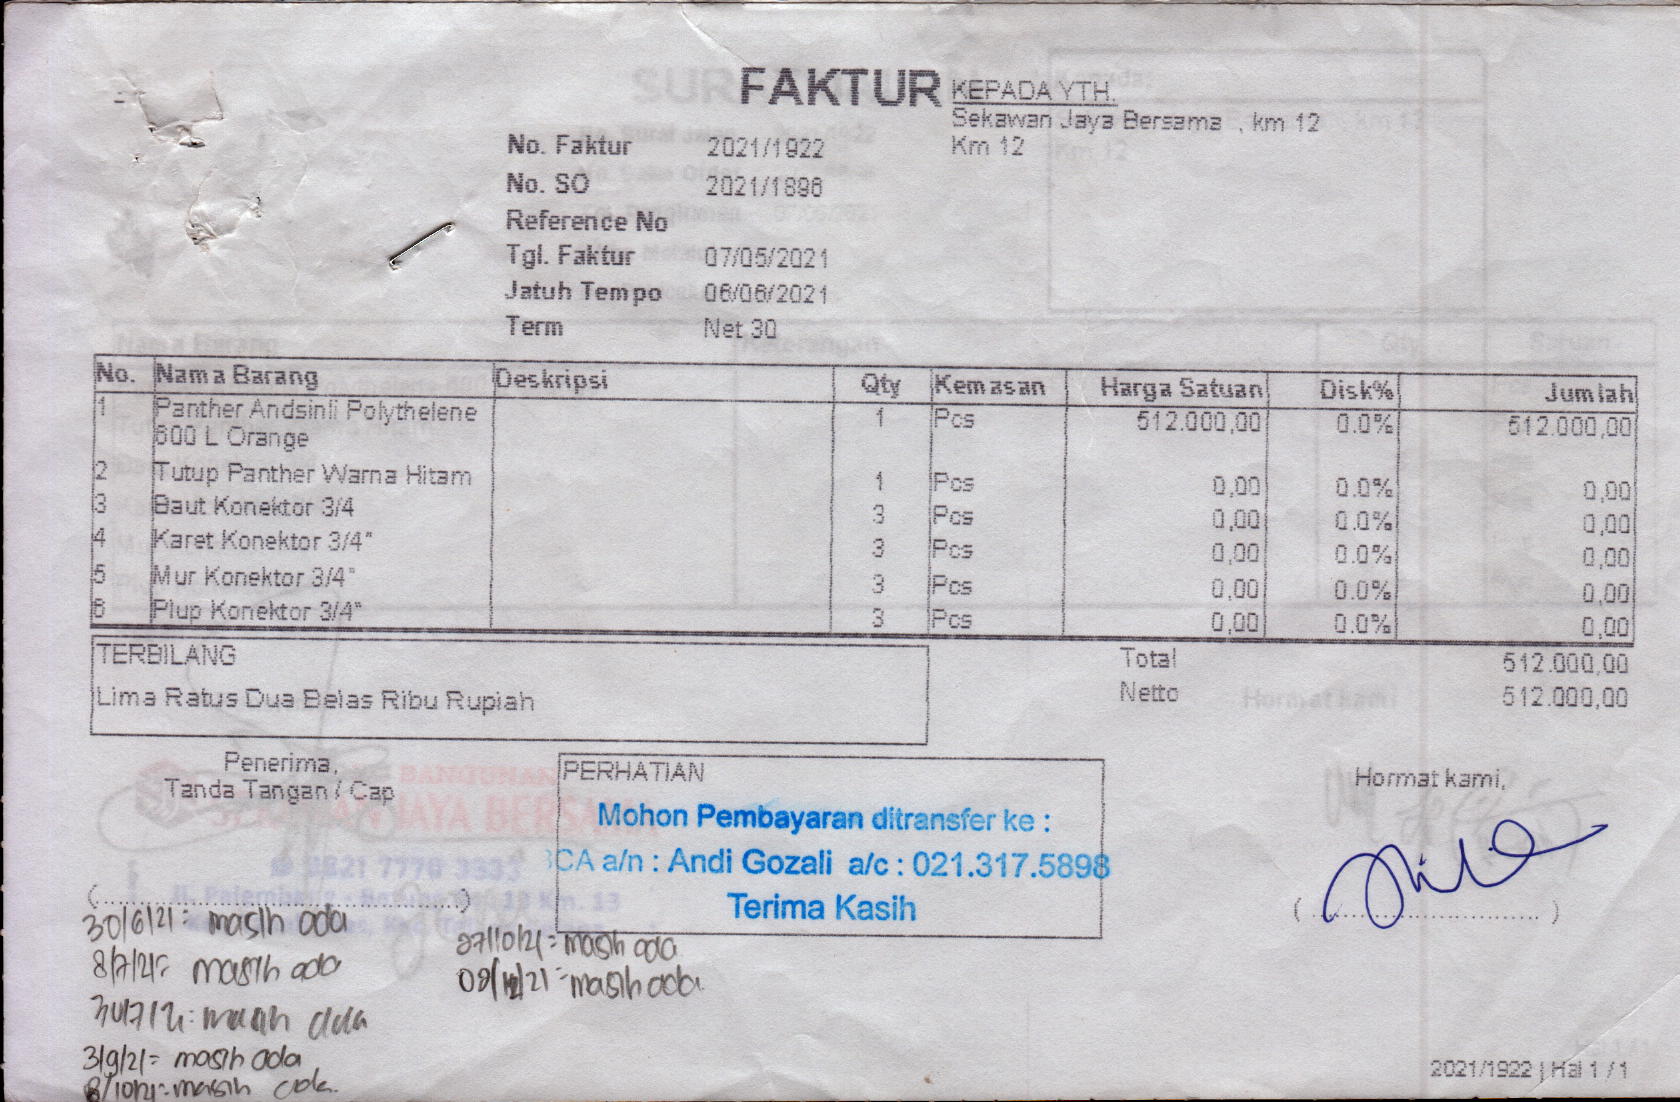 FAKTUR
KEPADA YTH.
Sekawan Jaya Bersama , km 12
Km 12
No. Faktur 2021/1922
No. SO 2021/1896
Reference No
Tgl. Faktur 07/05/2021
Jatuh Tempo 06/06/2021
Term Net 30
No. Nama Barang Deskripsi Qty Kemasan Harga Satuan Disk% Jumlah
1 Panther Andsinli Polythelene 1 Pcs 512.000,00 0.0% 512.000,00
600 L Orange
2 Tutup Panther Warna Hitam 1 Pcs 0,00 0.0% 0,00
3 Baut Konektor 3/4 3 Pcs 0,00 0.0% 0,00
4 Karet Konektor 3/4" 3 Pcs 0,00 0.0% 0,00
5 Mur Konektor 3/4" 3 Pcs 0,00 0.0% 0,00
6 Plup Konektor 3/4" 3 Pcs 0,00 0.0% 0,00
TERBILANG
Lima Ratus Dua Belas Ribu Rupiah
Total 512.000,00
Netto 512.000,00
Penerima,
Tanda Tangan / Cap
BANGUNAN
JAYA BERSAMA
0821 7778 3333
PERHATIAN
Mohon Pembayaran ditransfer ke :
BCA a/n : Andi Gozali a/c : 021.317.5898
Terima Kasih
Hormat kami,
30/6/21: masih ada
8/7/21: masih ada
masih ada
3/9/21= masih ada
8/10/21: masih ada.
27/10/21= masih ada
masih ada.
2021/1922 | Hal 1 / 1